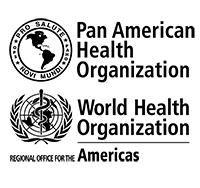 PRO SALUTE
NOVI MUNDI
Pan American
Health
Organization
World Health
Organization
REGIONAL OFFICE FOR THE Americas